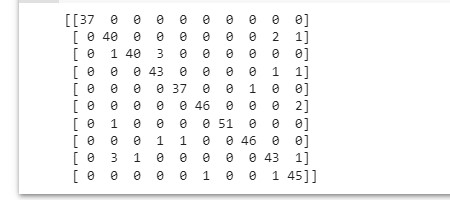 [[37 0 0 0 0 0 0 0 0 0]
[ 0 40 0 0 0 0 0 0 2 1]
[ 0 1 40 3 0 0 0 0 0 0]
[ 0 0 0 43 0 0 0 0 1 1]
[ 0 0 0 0 37 0 0 1 0 0]
[ 0 0 0 0 0 46 0 0 0 2]
[ 0 1 0 0 0 0 51 0 0 0]
[ 0 0 0 1 1 0 0 46 0 0]
[ 0 3 1 0 0 0 0 0 43 1]
[ 0 0 0 0 0 1 0 0 1 45]]